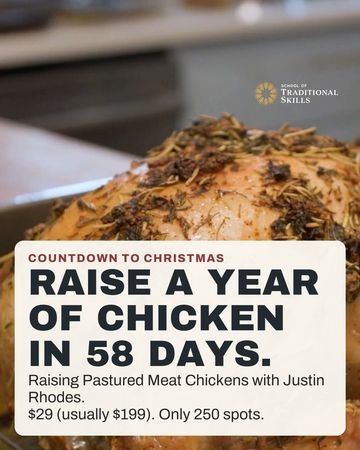 SCHOOL OF
TRADITIONAL
SKILLS
COUNTDOWN TO CHRISTMAS
RAISE A YEAR
OF CHICKEN
IN 58 DAYS.
Raising Pastured Meat Chickens with Justin
Rhodes.
$29 (usually $199). Only 250 spots.